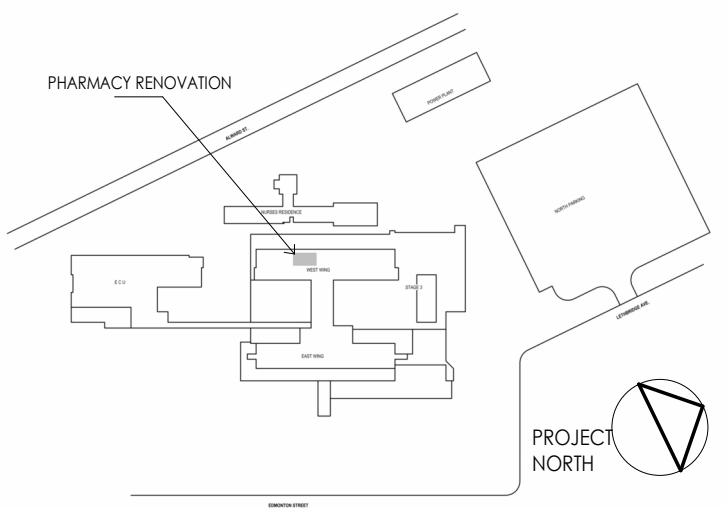 PHARMACY RENOVATION
POWER PLANT
ALWARD ST.
NORTH PARKING
NURSES RESIDENCE
WEST WING
E C U
STAGE 3
LETHBRIDGE AVE.
EAST WING
PROJECT
NORTH
EDMONTON STREET